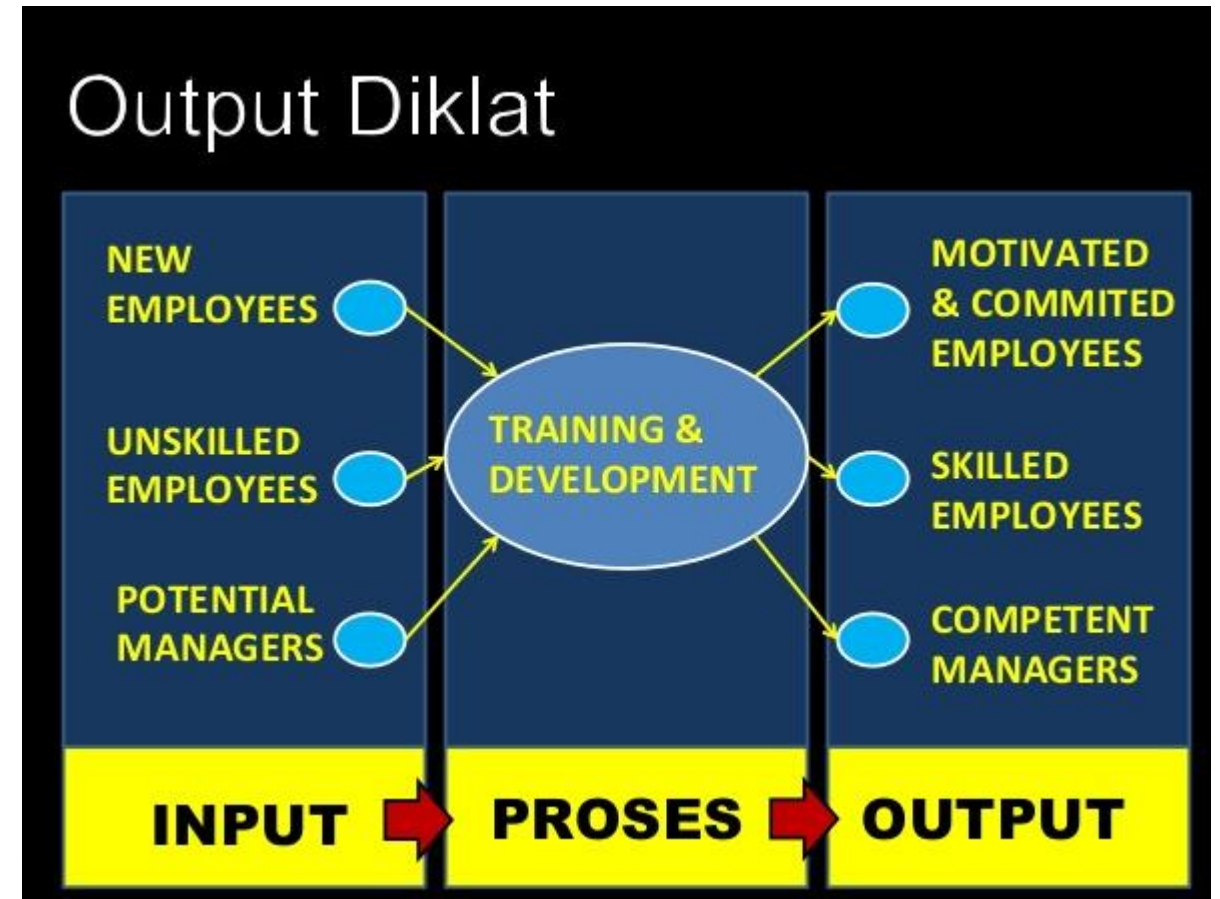 Output Diklat
NEW
EMPLOYEES
UNSKILLED
EMPLOYEES
POTENTIAL
MANAGERS
TRAINING &
DEVELOPMENT
MOTIVATED
& COMMITED
EMPLOYEES
SKILLED
EMPLOYEES
COMPETENT
MANAGERS
INPUT
PROSES
OUTPUT